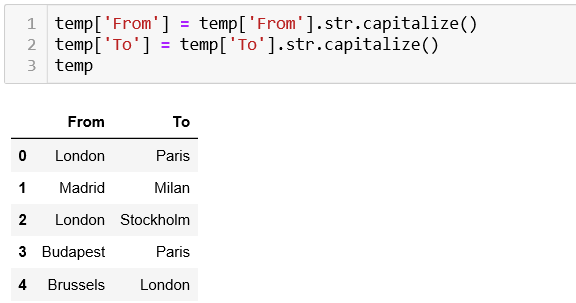 1 temp['From'] = temp['From'].str.capitalize()
2 temp['To'] = temp['To'].str.capitalize()
3 temp
From To
0 London Paris
1 Madrid Milan
2 London Stockholm
3 Budapest Paris
4 Brussels London